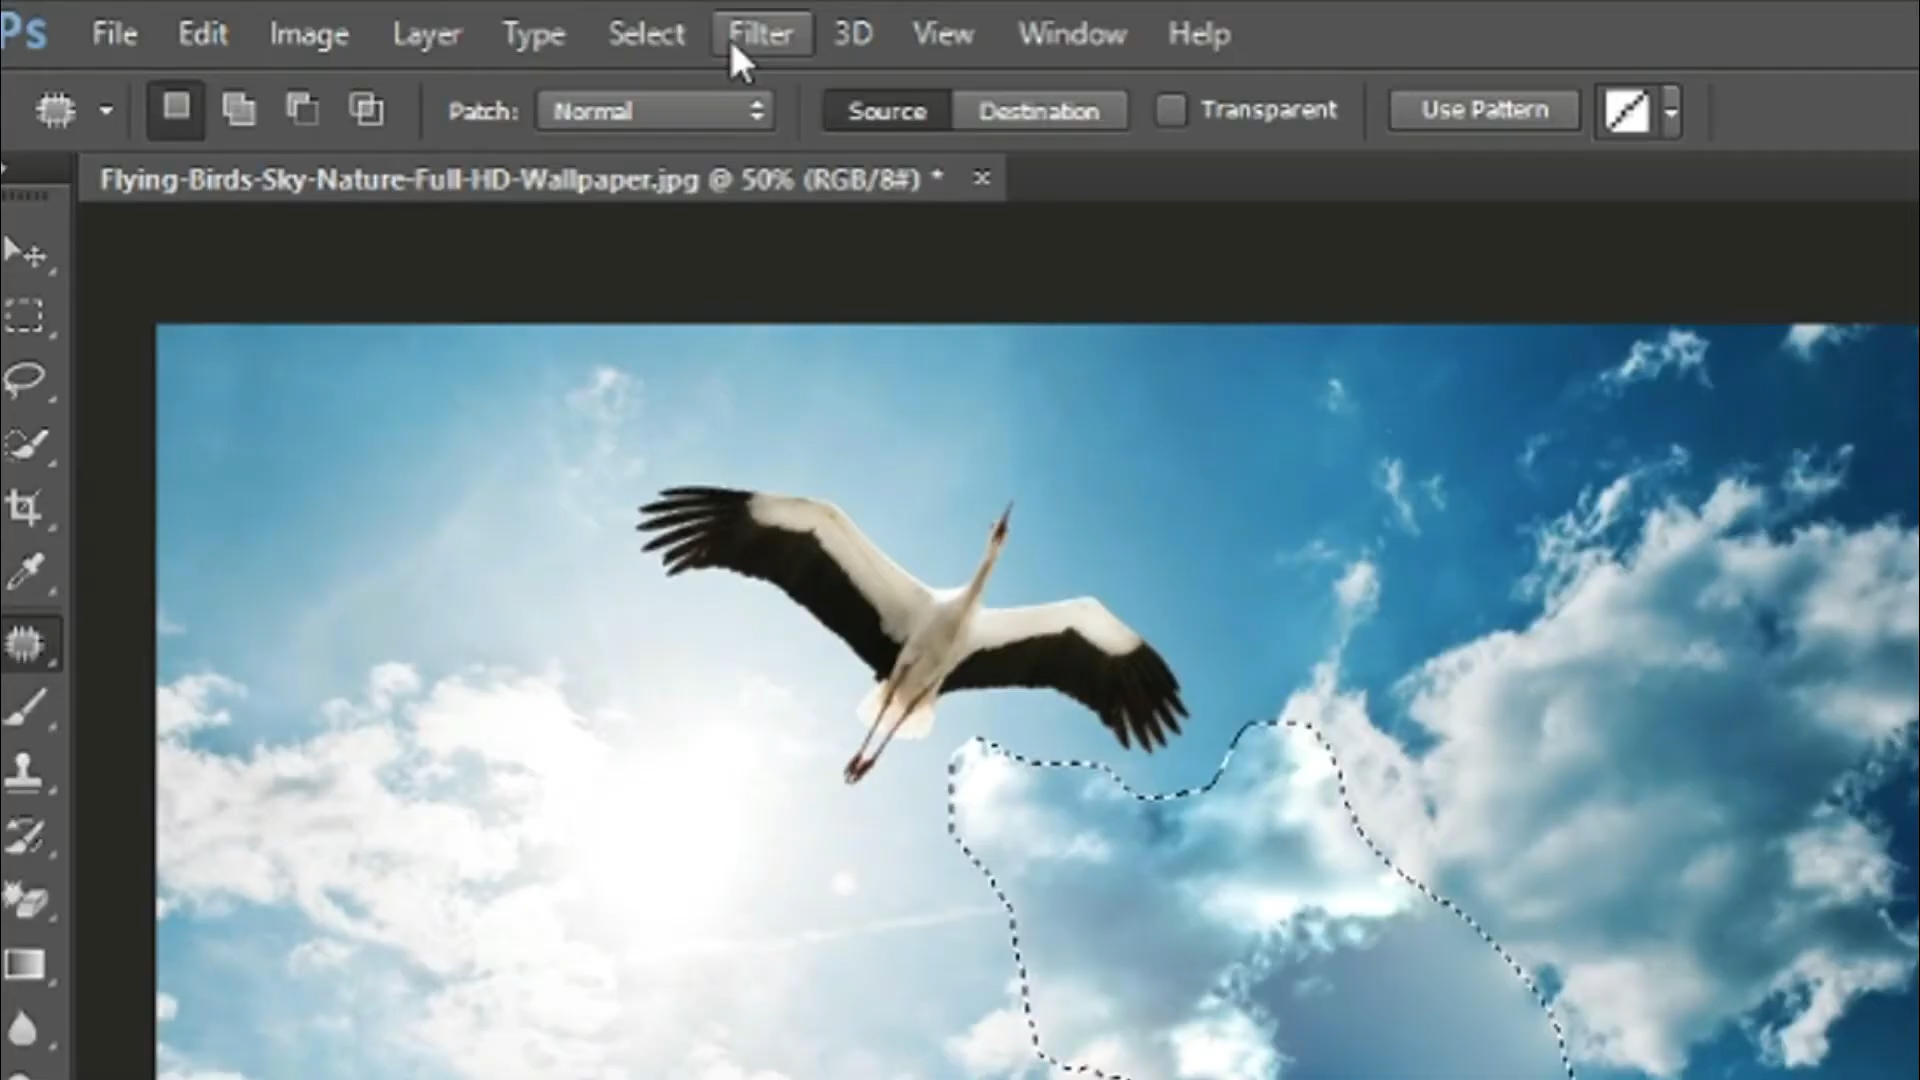 Ps File Edit Image Layer Type Select Filter 3D View Window Help
Patch: Normal Source Destination Transparent Use Pattern
Flying-Birds-Sky-Nature-Full-HD-Wallpaper.jpg @ 50% (RGB/8#) * ×